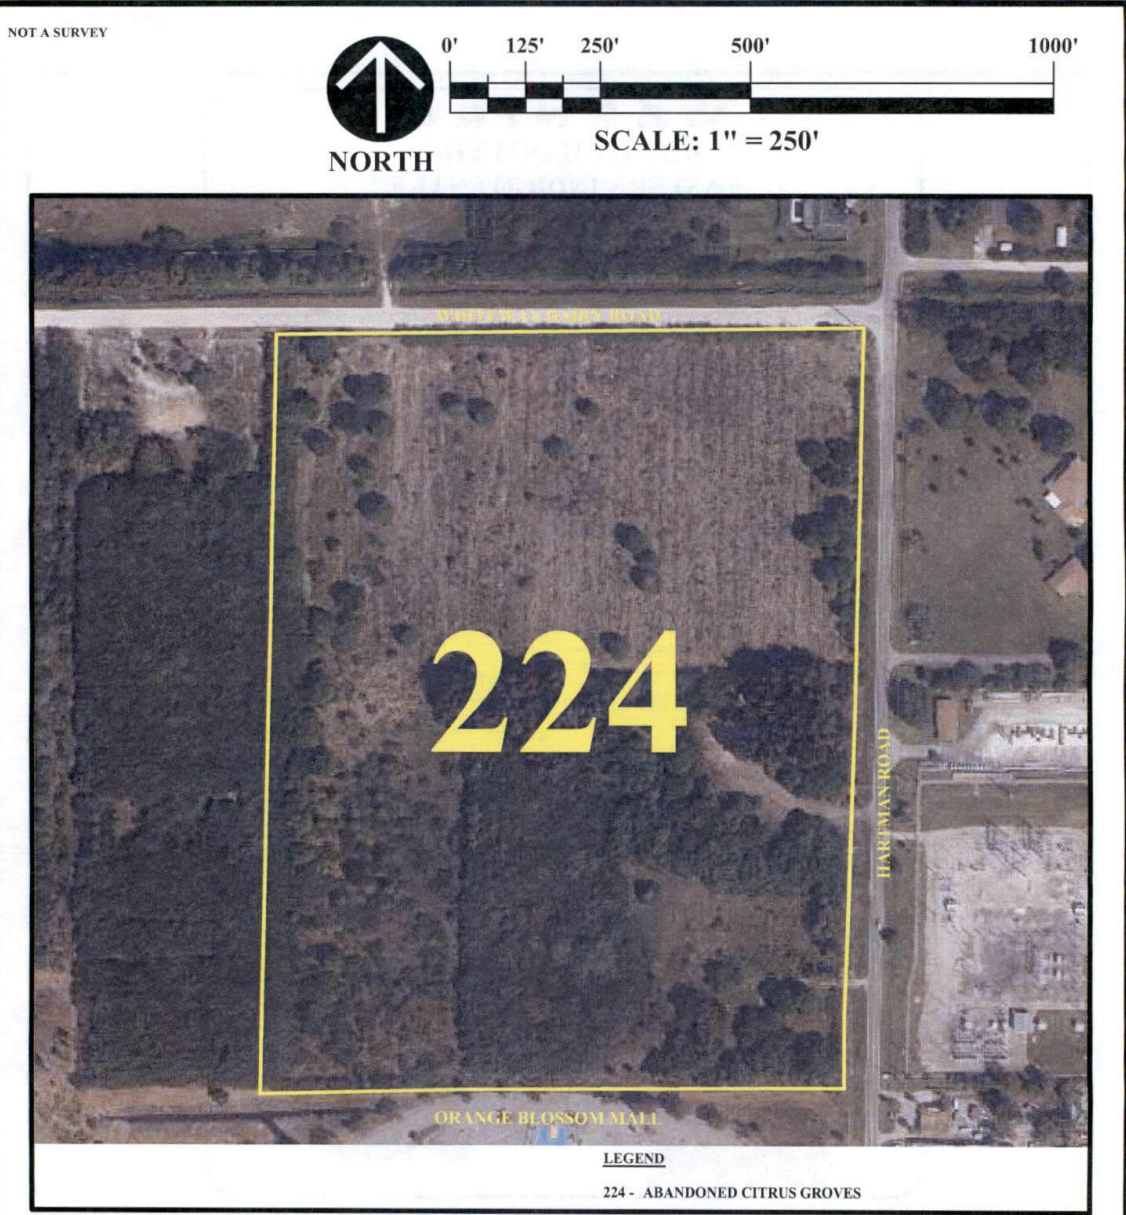 NOT A SURVEY
0' 125' 250' 500' 1000'
SCALE: 1" = 250'
NORTH
WHITEWAY DAIRY ROAD
224
HARTMAN ROAD
ORANGE BLOSSOM MALL
LEGEND
224 - ABANDONED CITRUS GROVES